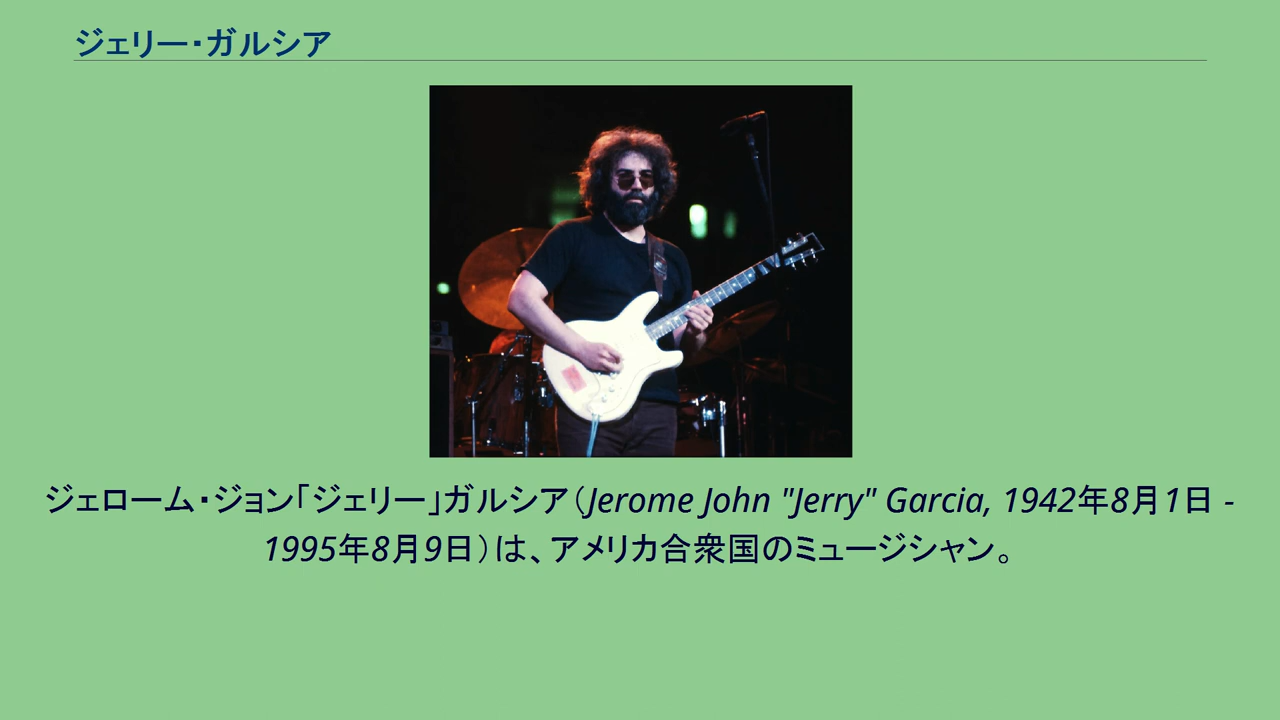 ジェリー・ガルシア
ジェローム・ジョン「ジェリー」ガルシア（Jerome John "Jerry" Garcia, 1942年8月1日 -
1995年8月9日）は、アメリカ合衆国のミュージシャン。